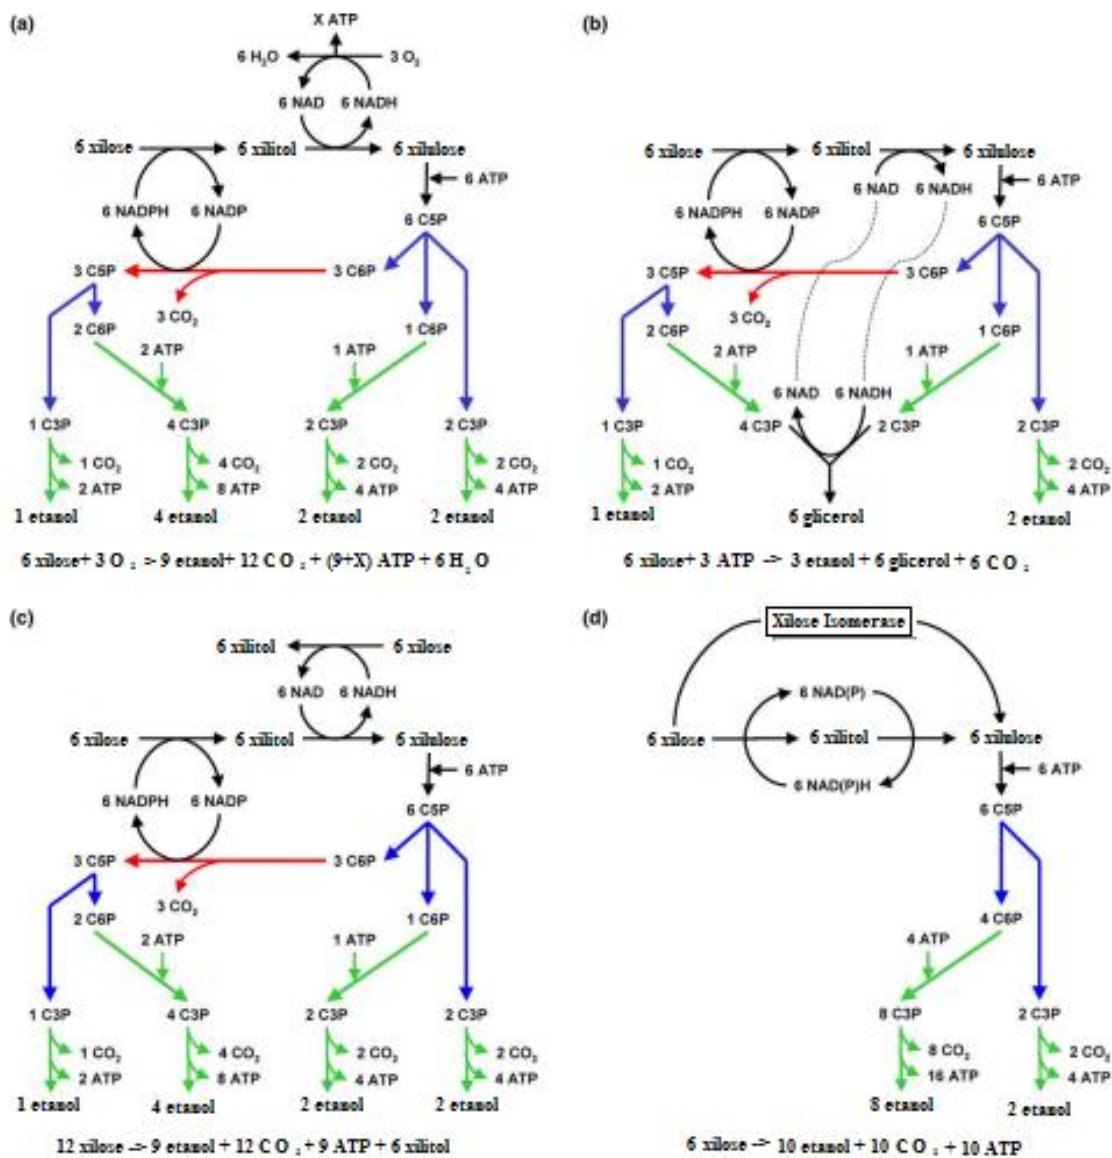 (a)
X ATP
6 H₂O 3 O₂
6 NAD 6 NADH
6 xilose 6 xilitol 6 xilulose
6 ATP
6 NADPH 6 NADP
6 C5P
3 C5P 3 C6P
3 CO₂
2 C6P 1 C6P
2 ATP 1 ATP
1 C3P 4 C3P 2 C3P 2 C3P
1 CO₂ 4 CO₂ 2 CO₂ 2 CO₂
2 ATP 8 ATP 4 ATP 4 ATP
1 etanol 4 etanol 2 etanol 2 etanol
6 xilose+ 3 O₂ -> 9 etanol+ 12 CO₂ + (9+X) ATP + 6 H₂O
(b)
6 xilose 6 xilitol 6 xilulose
6 NAD 6 NADH
6 ATP
6 NADPH 6 NADP
6 C5P
3 C5P 3 C6P
3 CO₂
2 C6P 1 C6P
2 ATP 1 ATP
6 NAD 6 NADH
1 C3P 4 C3P 2 C3P 2 C3P
1 CO₂ 2 CO₂
2 ATP 4 ATP
1 etanol 6 glicerol 2 etanol
6 xilose+ 3 ATP -> 3 etanol + 6 glicerol + 6 CO₂
(c)
6 xilitol 6 xilose
6 NAD 6 NADH
6 xilose 6 xilitol 6 xilulose
6 ATP
6 NADPH 6 NADP
6 C5P
3 C5P 3 C6P
3 CO₂
2 C6P 1 C6P
2 ATP 1 ATP
1 C3P 4 C3P 2 C3P 2 C3P
1 CO₂ 4 CO₂ 2 CO₂ 2 CO₂
2 ATP 8 ATP 4 ATP 4 ATP
1 etanol 4 etanol 2 etanol 2 etanol
12 xilose -> 9 etanol + 12 CO₂ + 9 ATP + 6 xilitol
(d)
Xilose Isomerase
6 NAD(P)
6 xilose 6 xilitol 6 xilulose
6 NAD(P)H
6 ATP
6 C5P
4 C6P
4 ATP
8 C3P 2 C3P
8 CO₂ 2 CO₂
16 ATP 4 ATP
8 etanol 2 etanol
6 xilose -> 10 etanol + 10 CO₂ + 10 ATP